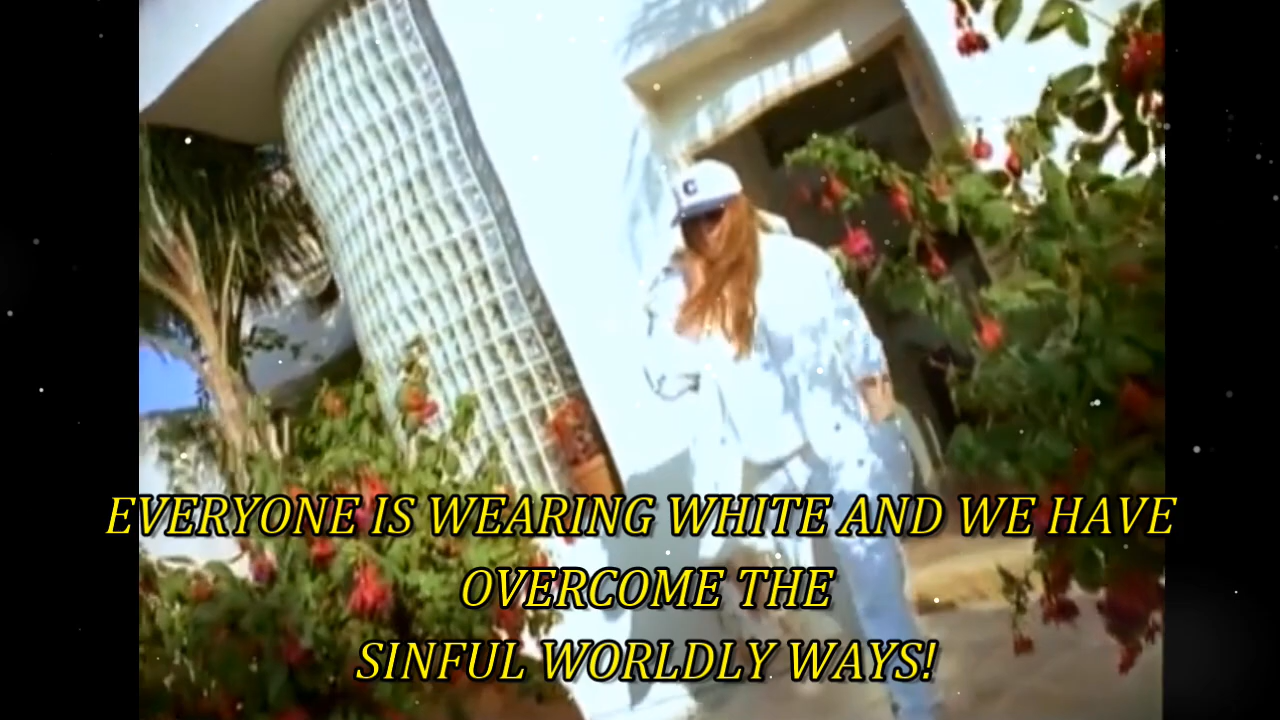 C
EVERYONE IS WEARING WHITE AND WE HAVE
OVERCOME THE
SINFUL WORLDLY WAYS!